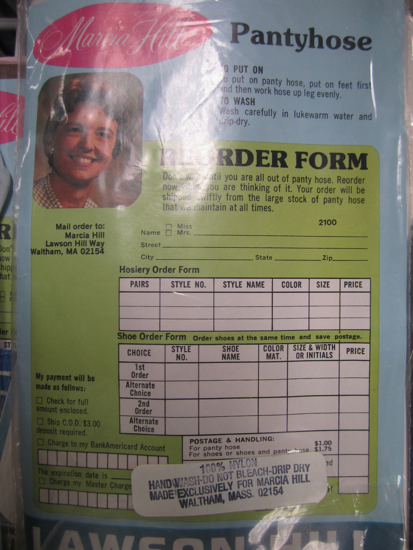 Marcia Hill
Pantyhose
TO PUT ON
To put on panty hose, put on feet first
and then work hose up leg evenly.
TO WASH
Wash carefully in lukewarm water and
drip-dry.
REORDER FORM
Don't wait until you are all out of panty hose. Reorder
now while you are thinking of it. Your order will be
shipped swiftly from the large stock of panty hose
that we maintain at all times.
2100
Mail order to:
Marcia Hill
Lawson Hill Way
Waltham, MA 02154
Miss
Name Mrs.
Street
City State Zip
Hosiery Order Form
PAIRS STYLE NO. STYLE NAME COLOR SIZE PRICE
Shoe Order Form Order shoes at the same time and save postage.
CHOICE STYLE NO. SHOE NAME COLOR MAT. SIZE & WIDTH OR INITIALS PRICE
1st Order
Alternate Choice
2nd Order
Alternate Choice
My payment will be
made as follows:
Check for full
amount enclosed.
Ship C.O.D. $3.00
deposit required.
Charge to my BankAmericard Account
The expiration date is
Charge my Master Charge
POSTAGE & HANDLING:
For panty hose $1.00
For shoes or shoes and panty hose $1.75
100% NYLON
HAND WASH-DO NOT BLEACH-DRIP DRY
MADE EXCLUSIVELY FOR MARCIA HILL
WALTHAM, MASS. 02154
LAWSON HILL